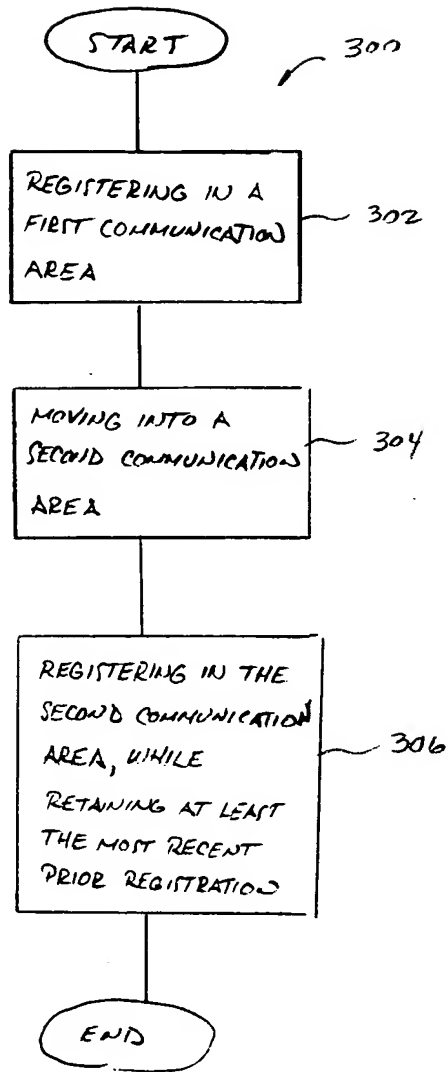 START
300
REGISTERING IN A
FIRST COMMUNICATION
AREA
302
MOVING INTO A
SECOND COMMUNICATION
AREA
304
REGISTERING IN THE
SECOND COMMUNICATION
AREA, WHILE
RETAINING AT LEAST
THE MOST RECENT
PRIOR REGISTRATION
306
END